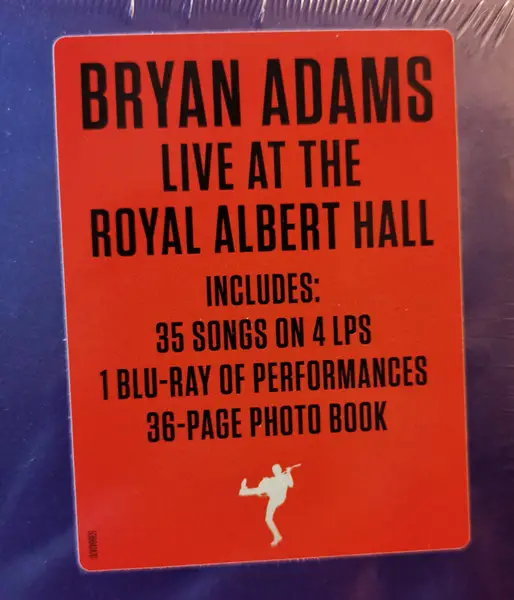 BRYAN ADAMS
LIVE AT THE
ROYAL ALBERT HALL
INCLUDES:
35 SONGS ON 4 LPS
1 BLU-RAY OF PERFORMANCES
36-PAGE PHOTO BOOK